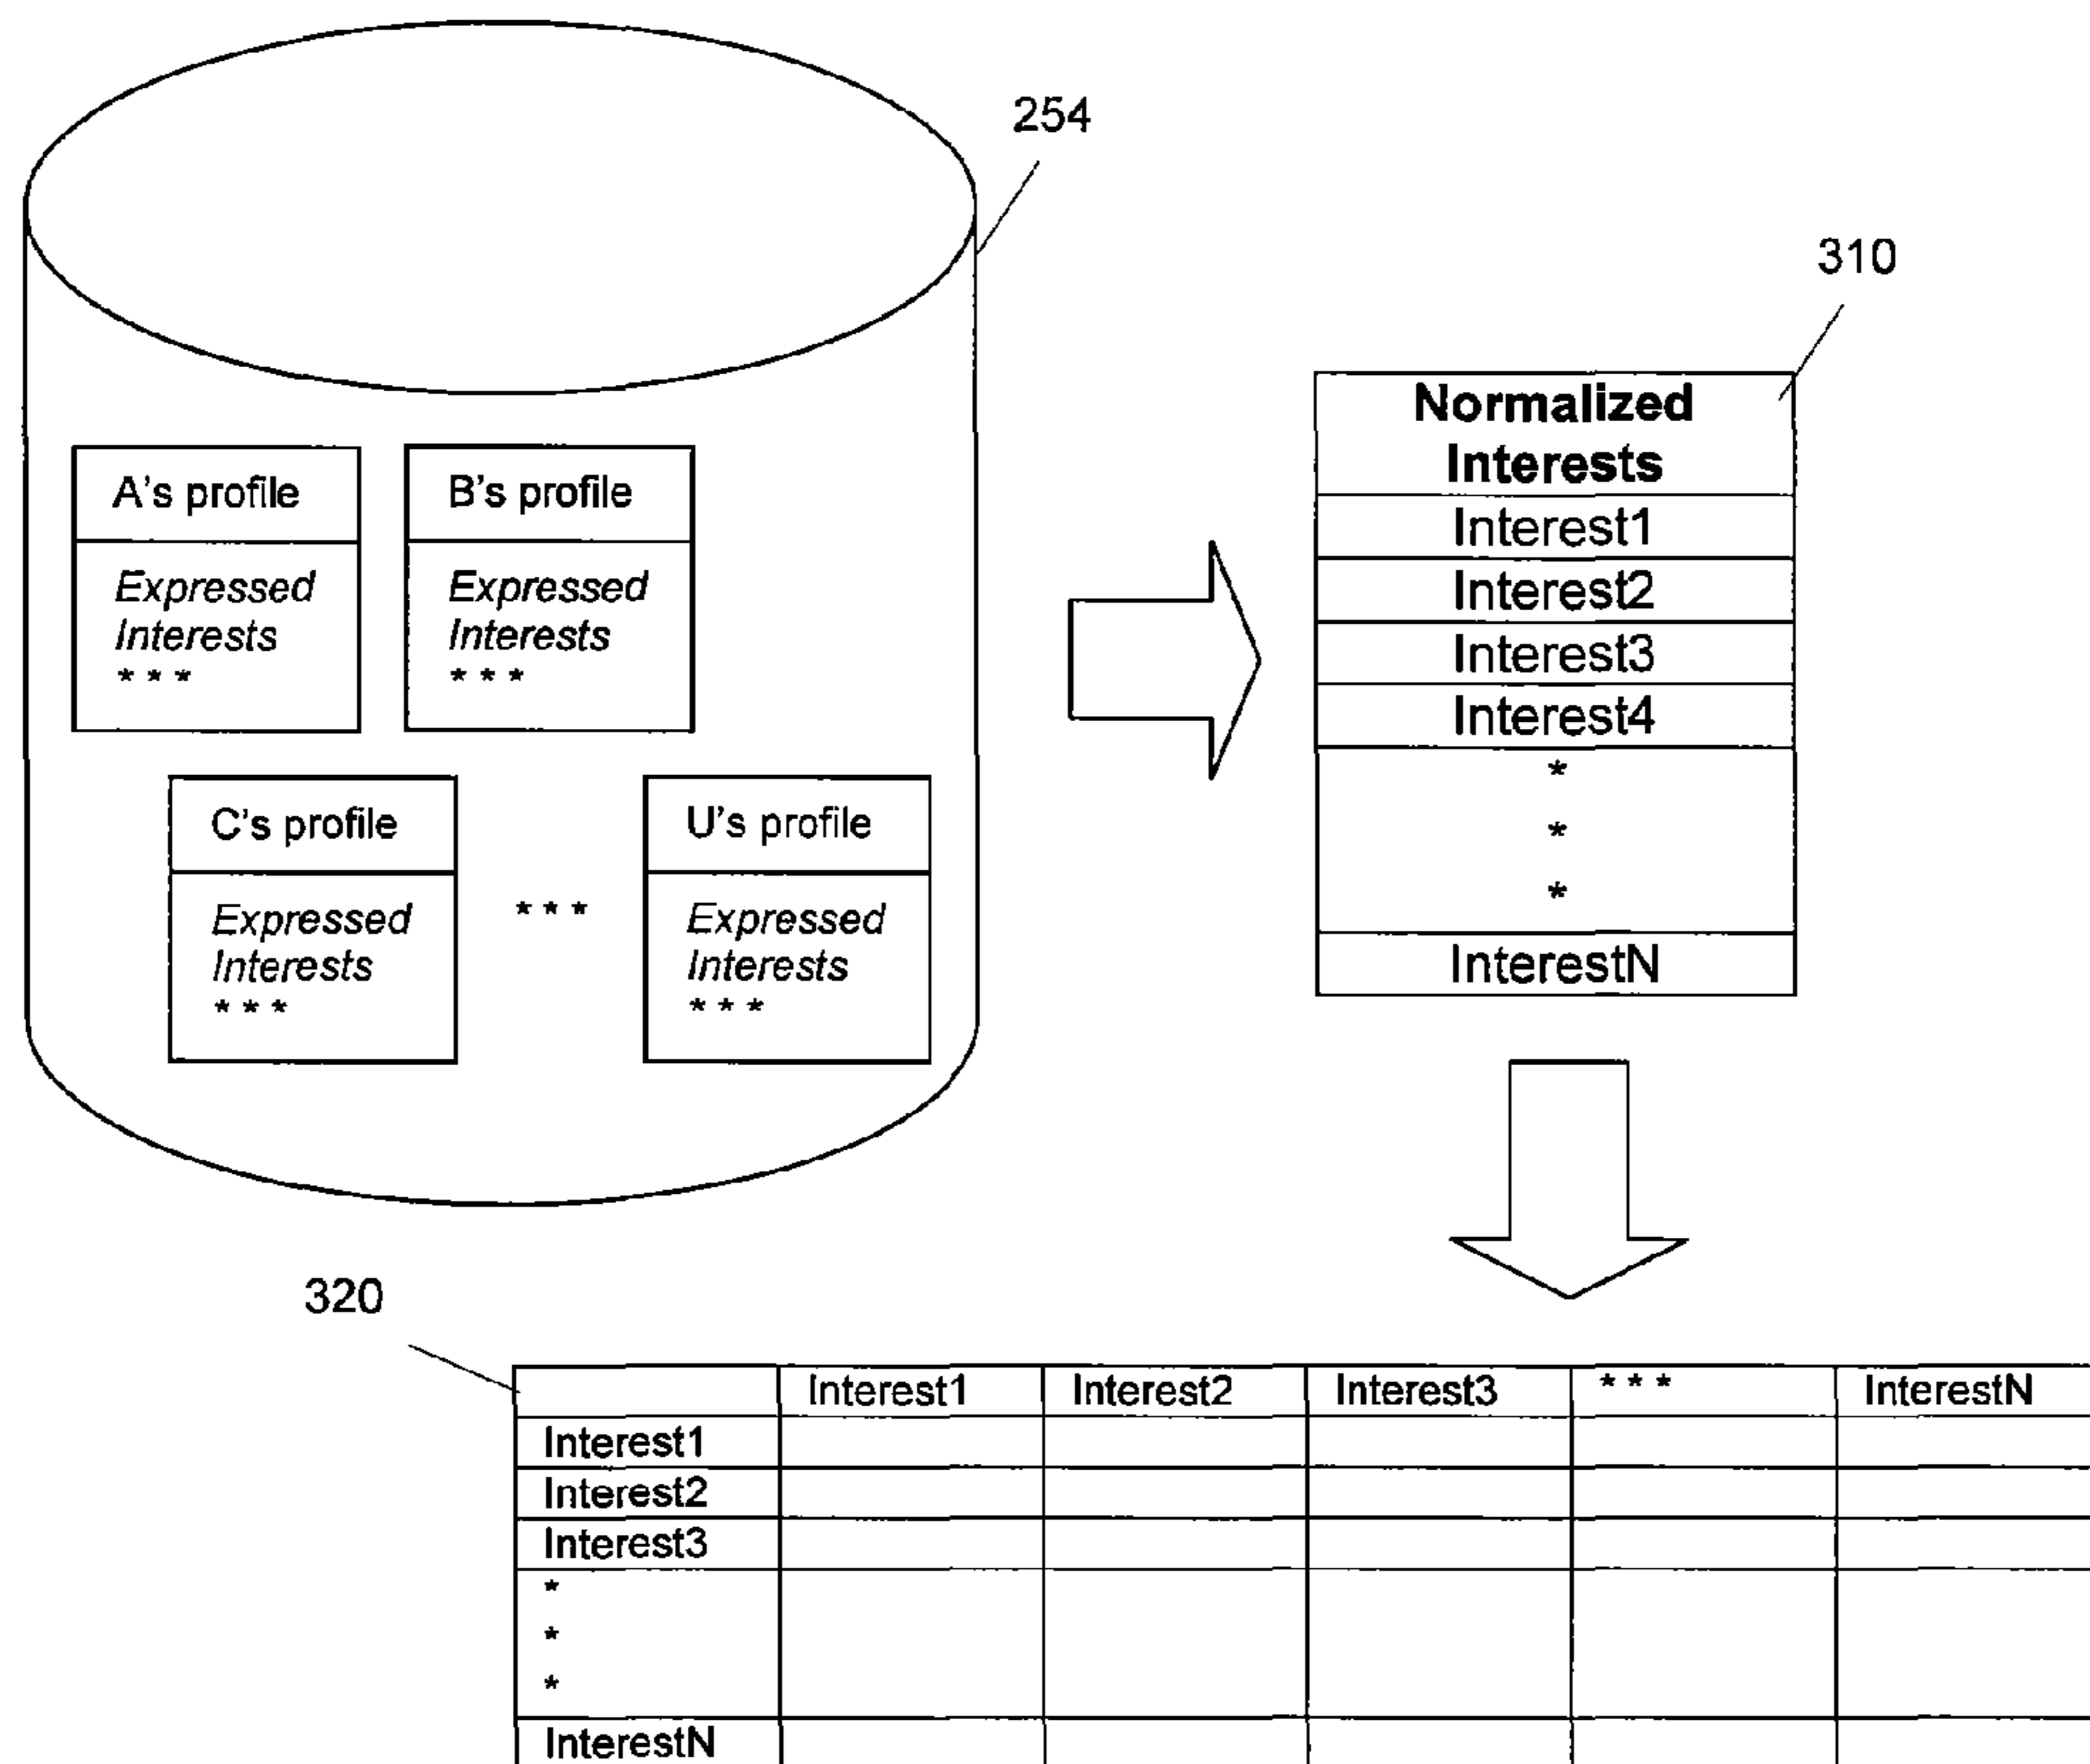 254
310
A's profile
Expressed
Interests
* * *
B's profile
Expressed
Interests
* * *
C's profile
Expressed
Interests
* * *
* * *
U's profile
Expressed
Interests
* * *
Normalized
Interests
Interest1
Interest2
Interest3
Interest4
*
*
*
InterestN
320
Interest1 Interest2 Interest3 * * * InterestN
Interest1
Interest2
Interest3
*
*
*
InterestN